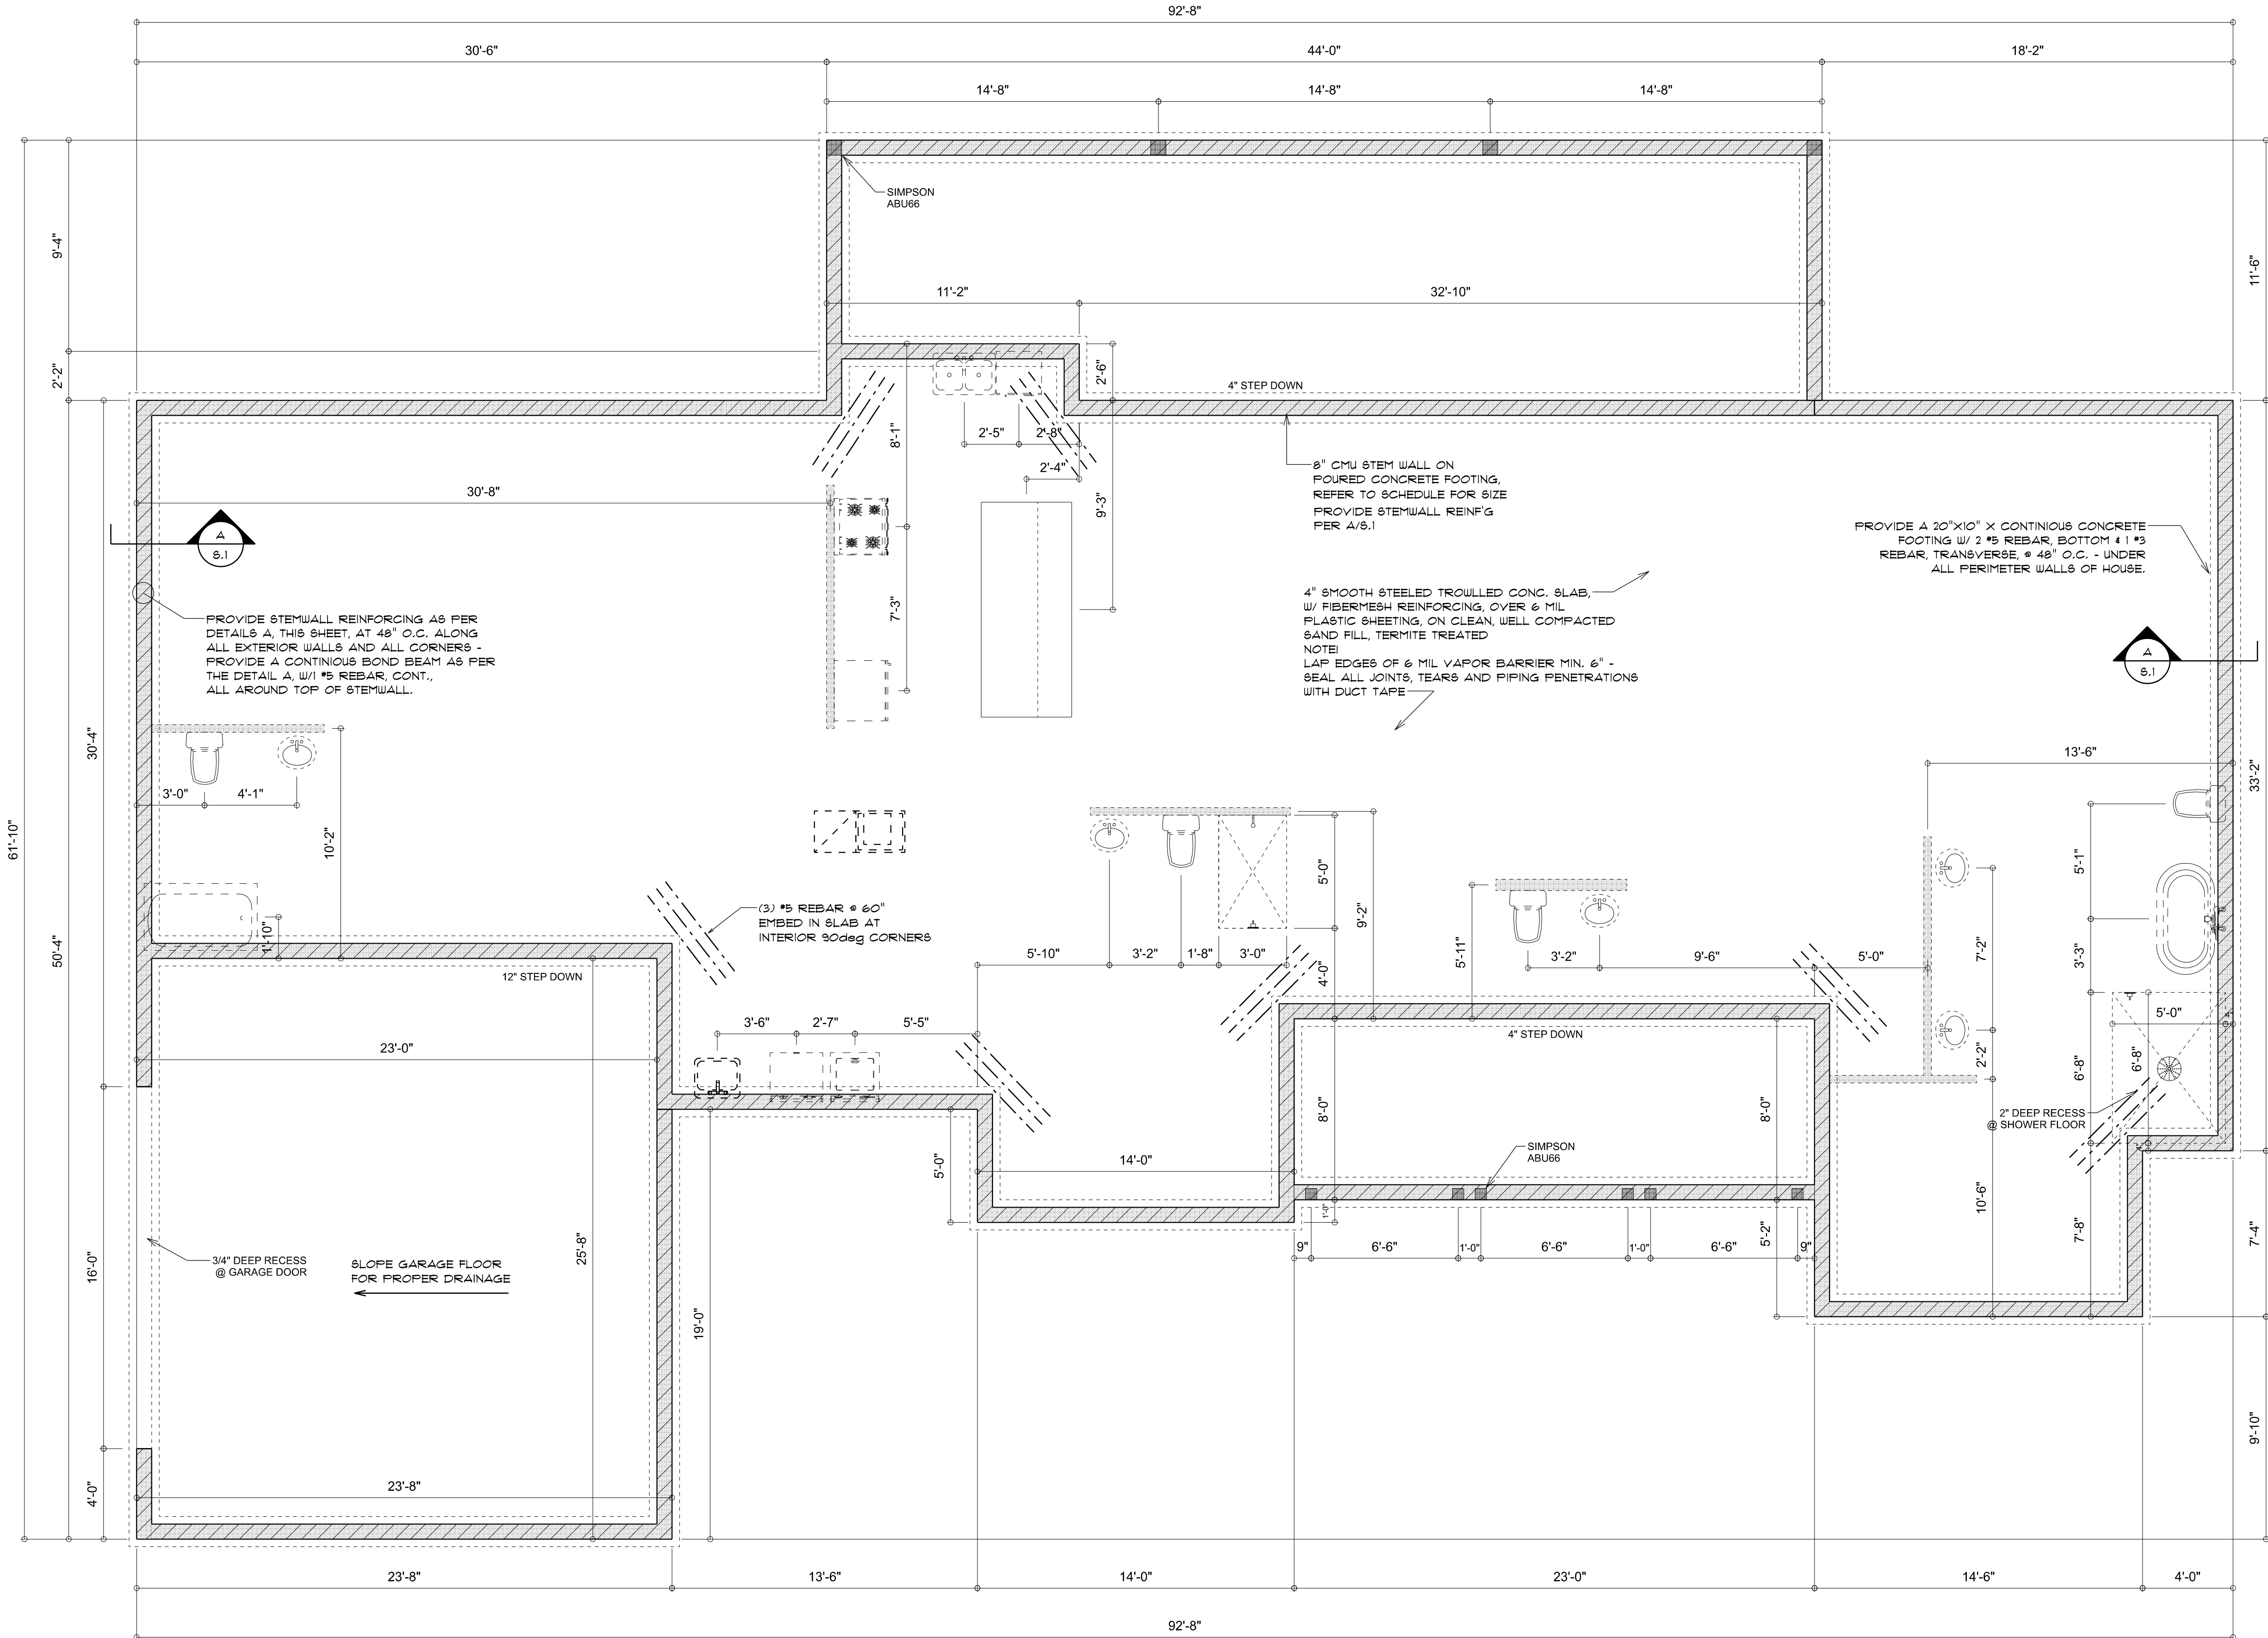 92'-8"
30'-6"
44'-0"
18'-2"
14'-8"
14'-8"
14'-8"
SIMPSON
ABU66
9'-4"
11'-6"
11'-2"
32'-10"
2'-2"
2'-6"
4" STEP DOWN
8'-1"
2'-5"
2'-8"
2'-4"
30'-8"
9'-3"
8" CMU STEM WALL ON
POURED CONCRETE FOOTING,
REFER TO SCHEDULE FOR SIZE
PROVIDE STEMWALL REINF'G
PER A/S.1
A
S.1
PROVIDE A 20"X10" X CONTINIOUS CONCRETE
FOOTING W/ 2 #5 REBAR, BOTTOM & 1 #3
REBAR, TRANSVERSE, @ 48" O.C. - UNDER
ALL PERIMETER WALLS OF HOUSE.
PROVIDE STEMWALL REINFORCING AS PER
DETAILS A, THIS SHEET, AT 48" O.C. ALONG
ALL EXTERIOR WALLS AND ALL CORNERS -
PROVIDE A CONTINIOUS BOND BEAM AS PER
THE DETAIL A, W/1 #5 REBAR, CONT.,
ALL AROUND TOP OF STEMWALL.
7'-3"
4" SMOOTH STEELED TROWLLED CONC. SLAB,
W/ FIBERMESH REINFORCING, OVER 6 MIL
PLASTIC SHEETING, ON CLEAN, WELL COMPACTED
SAND FILL, TERMITE TREATED
NOTE!
LAP EDGES OF 6 MIL VAPOR BARRIER MIN. 6" -
SEAL ALL JOINTS, TEARS AND PIPING PENETRATIONS
WITH DUCT TAPE
A
S.1
30'-4"
13'-6"
33'-2"
3'-0"
4'-1"
61'-10"
10'-2"
5'-0"
5'-1"
50'-4"
1'-10"
(3) #5 REBAR @ 60"
EMBED IN SLAB AT
INTERIOR 90deg CORNERS
9'-2"
5'-11"
7'-2"
3'-3"
5'-10"
3'-2"
1'-8"
3'-0"
4'-0"
3'-2"
9'-6"
5'-0"
12" STEP DOWN
5'-0"
4"
3'-6"
2'-7"
5'-5"
4" STEP DOWN
23'-0"
2'-2"
6'-8"
6'-8"
8'-0"
8'-0"
2" DEEP RECESS
@ SHOWER FLOOR
5'-0"
14'-0"
SIMPSON
ABU66
10'-6"
1'-0"
5'-2"
7'-8"
7'-4"
9"
6'-6"
1'-0"
6'-6"
1'-0"
6'-6"
9"
25'-8"
16'-0"
3/4" DEEP RECESS
@ GARAGE DOOR
SLOPE GARAGE FLOOR
FOR PROPER DRAINAGE
19'-0"
9'-10"
4'-0"
23'-8"
23'-8"
13'-6"
14'-0"
23'-0"
14'-6"
4'-0"
92'-8"